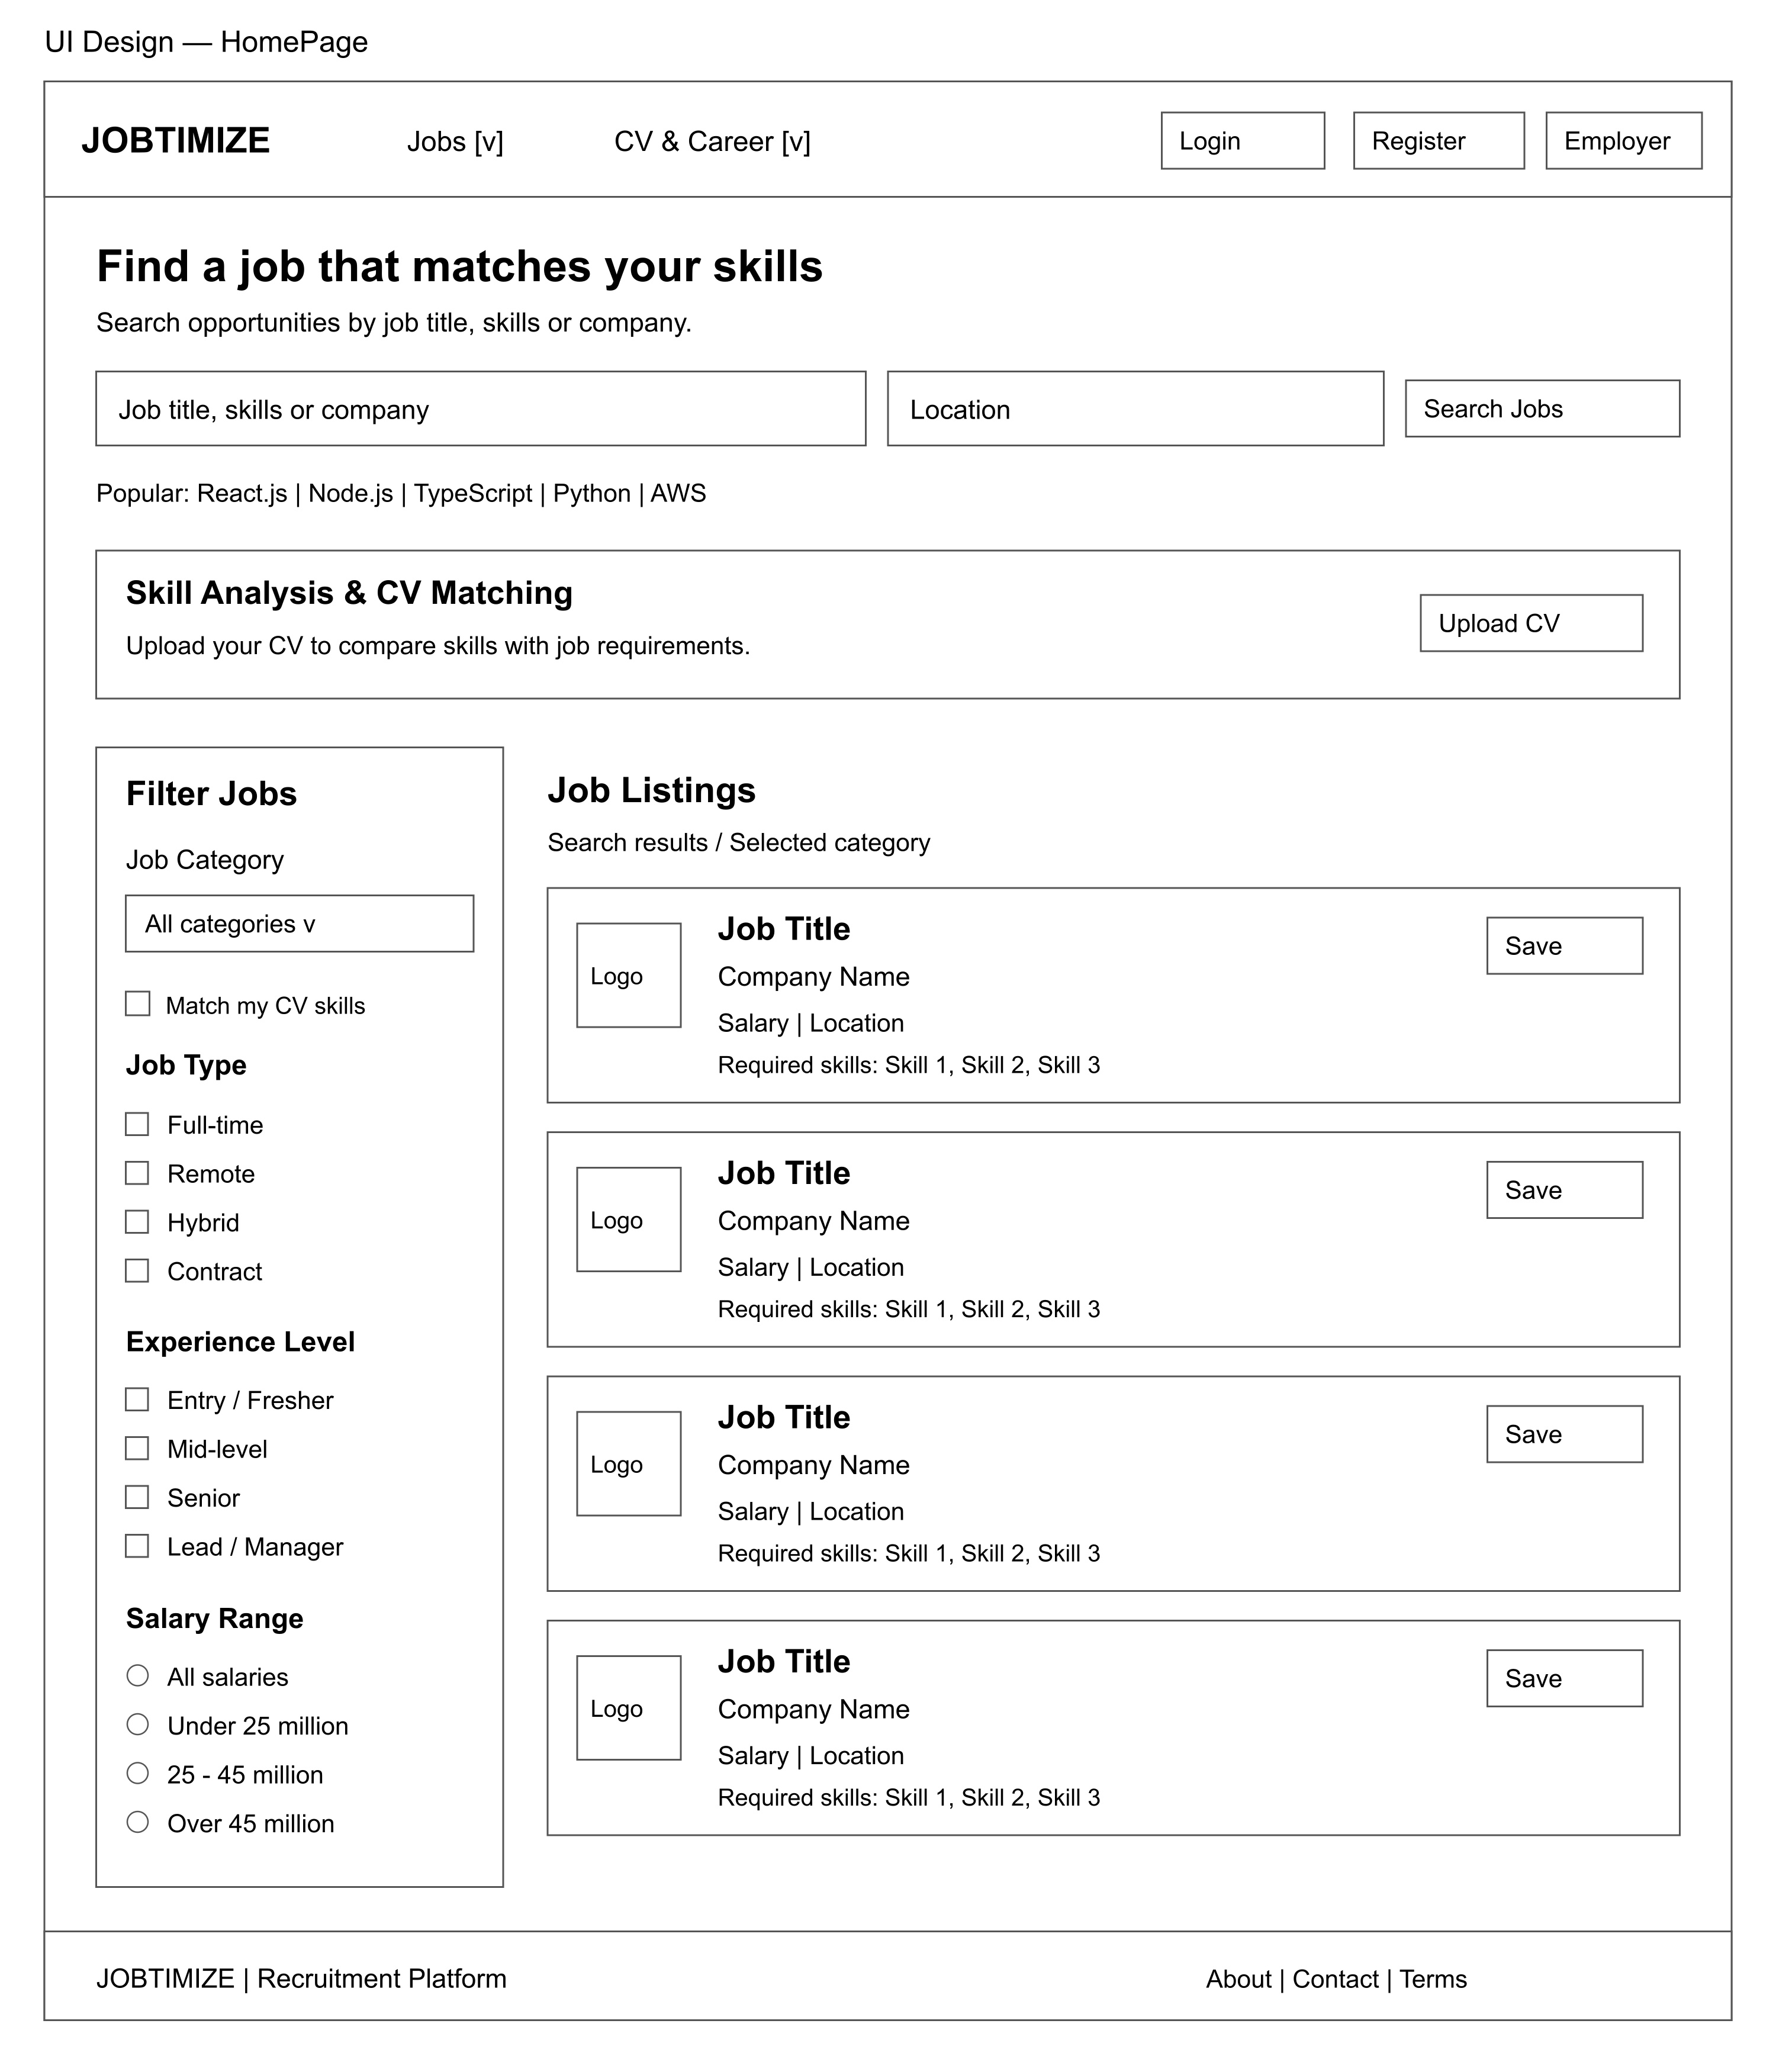 UI Design — HomePage
JOBTIMIZE
Jobs [v]
CV & Career [v]
Login
Register
Employer
Find a job that matches your skills
Search opportunities by job title, skills or company.
Job title, skills or company
Location
Search Jobs
Popular: React.js | Node.js | TypeScript | Python | AWS
Skill Analysis & CV Matching
Upload your CV to compare skills with job requirements.
Upload CV
Filter Jobs
Job Category
All categories v
Match my CV skills
Job Type
Full-time
Remote
Hybrid
Contract
Experience Level
Entry / Fresher
Mid-level
Senior
Lead / Manager
Salary Range
All salaries
Under 25 million
25 - 45 million
Over 45 million
Job Listings
Search results / Selected category
Logo
Job Title
Company Name
Salary | Location
Required skills: Skill 1, Skill 2, Skill 3
Save
Logo
Job Title
Company Name
Salary | Location
Required skills: Skill 1, Skill 2, Skill 3
Save
Logo
Job Title
Company Name
Salary | Location
Required skills: Skill 1, Skill 2, Skill 3
Save
Logo
Job Title
Company Name
Salary | Location
Required skills: Skill 1, Skill 2, Skill 3
Save
JOBTIMIZE | Recruitment Platform
About | Contact | Terms